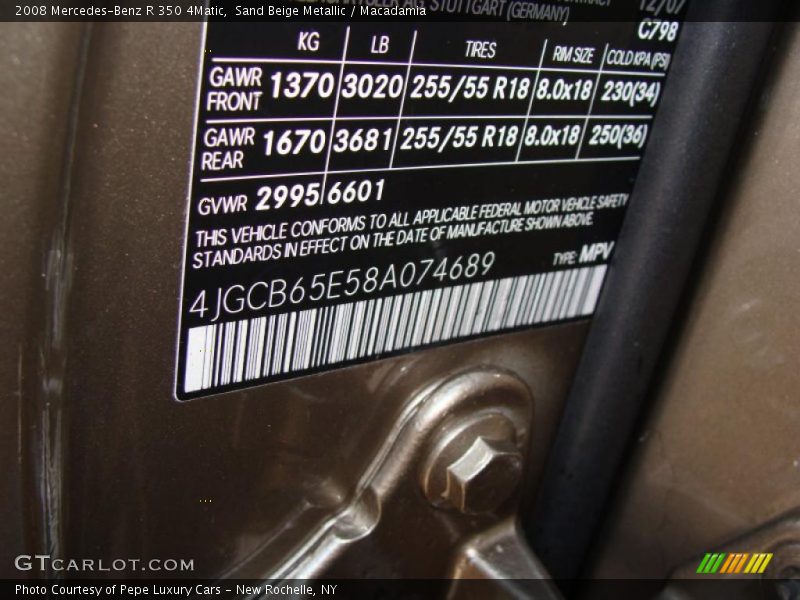 2008 Mercedes-Benz R 350 4Matic, Sand Beige Metallic / Macadamia
STUTTGART (GERMANY)
12/07
C798
KG LB TIRES RIM SIZE COLD KPA (PSI)
GAWR FRONT 1370 3020 255/55 R18 8.0x18 230(34)
GAWR REAR 1670 3681 255/55 R18 8.0x18 250(36)
GVWR 2995 6601
THIS VEHICLE CONFORMS TO ALL APPLICABLE FEDERAL MOTOR VEHICLE SAFETY
STANDARDS IN EFFECT ON THE DATE OF MANUFACTURE SHOWN ABOVE.
4JGCB65E58A074689 TYPE: MPV
GTCARLOT.COM
Photo Courtesy of Pepe Luxury Cars - New Rochelle, NY